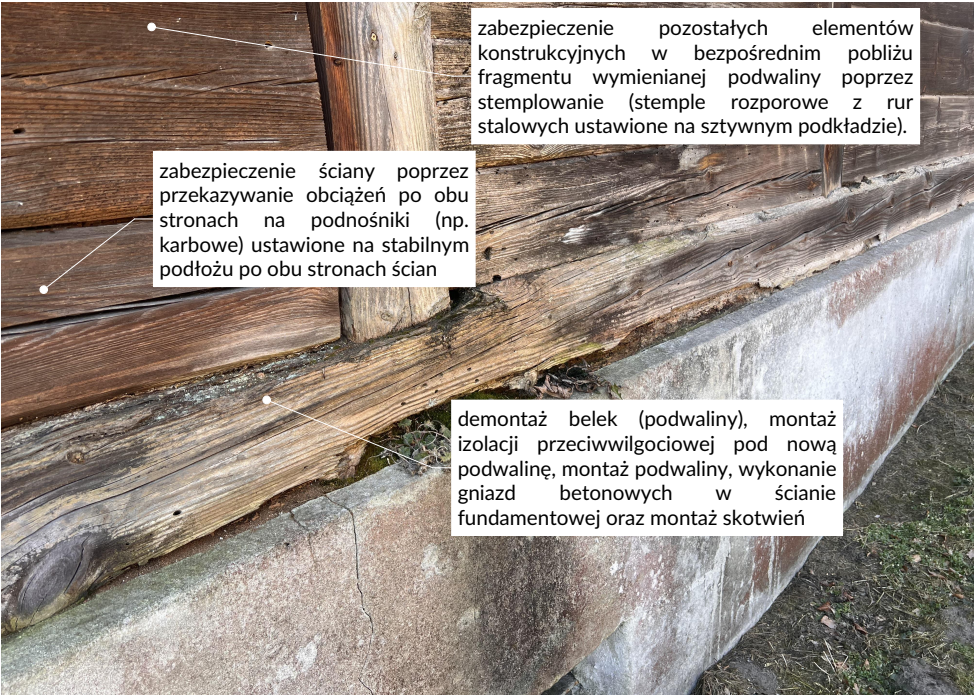 zabezpieczenie pozostałych elementów
konstrukcyjnych w bezpośrednim pobliżu
fragmentu wymienianej podwaliny poprzez
stemplowanie (stemple rozporowe z rur
stalowych ustawione na sztywnym podkładzie).
zabezpieczenie ściany poprzez
przekazywanie obciążeń po obu
stronach na podnośniki (np.
karbowe) ustawione na stabilnym
podłożu po obu stronach ścian
demontaż belek (podwaliny), montaż
izolacji przeciwwilgociowej pod nową
podwalinę, montaż podwaliny, wykonanie
gniazd betonowych w ścianie
fundamentowej oraz montaż skotwień